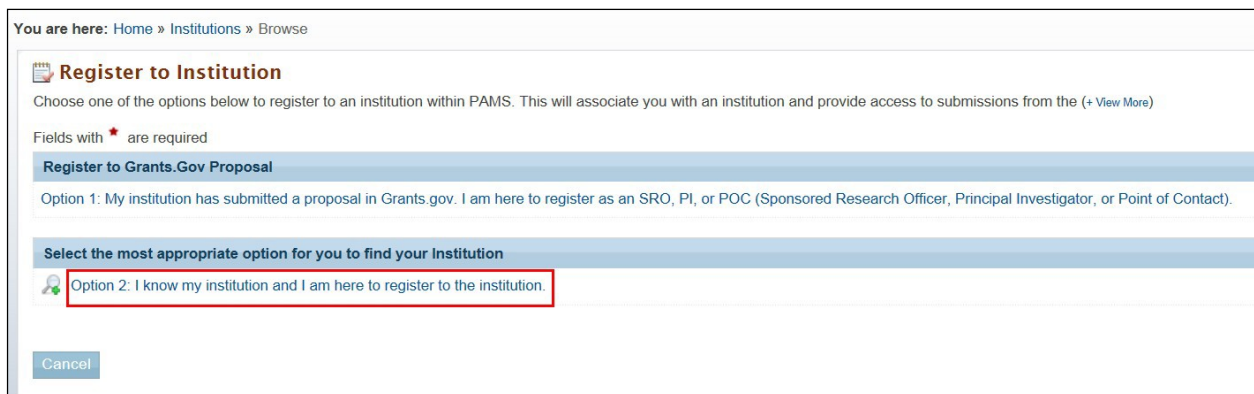 You are here: Home » Institutions » Browse
Register to Institution
Choose one of the options below to register to an institution within PAMS. This will associate you with an institution and provide access to submissions from the (+ View More)
Fields with * are required
Register to Grants.Gov Proposal
Option 1: My institution has submitted a proposal in Grants.gov. I am here to register as an SRO, PI, or POC (Sponsored Research Officer, Principal Investigator, or Point of Contact).
Select the most appropriate option for you to find your Institution
Option 2: I know my institution and I am here to register to the institution.
Cancel